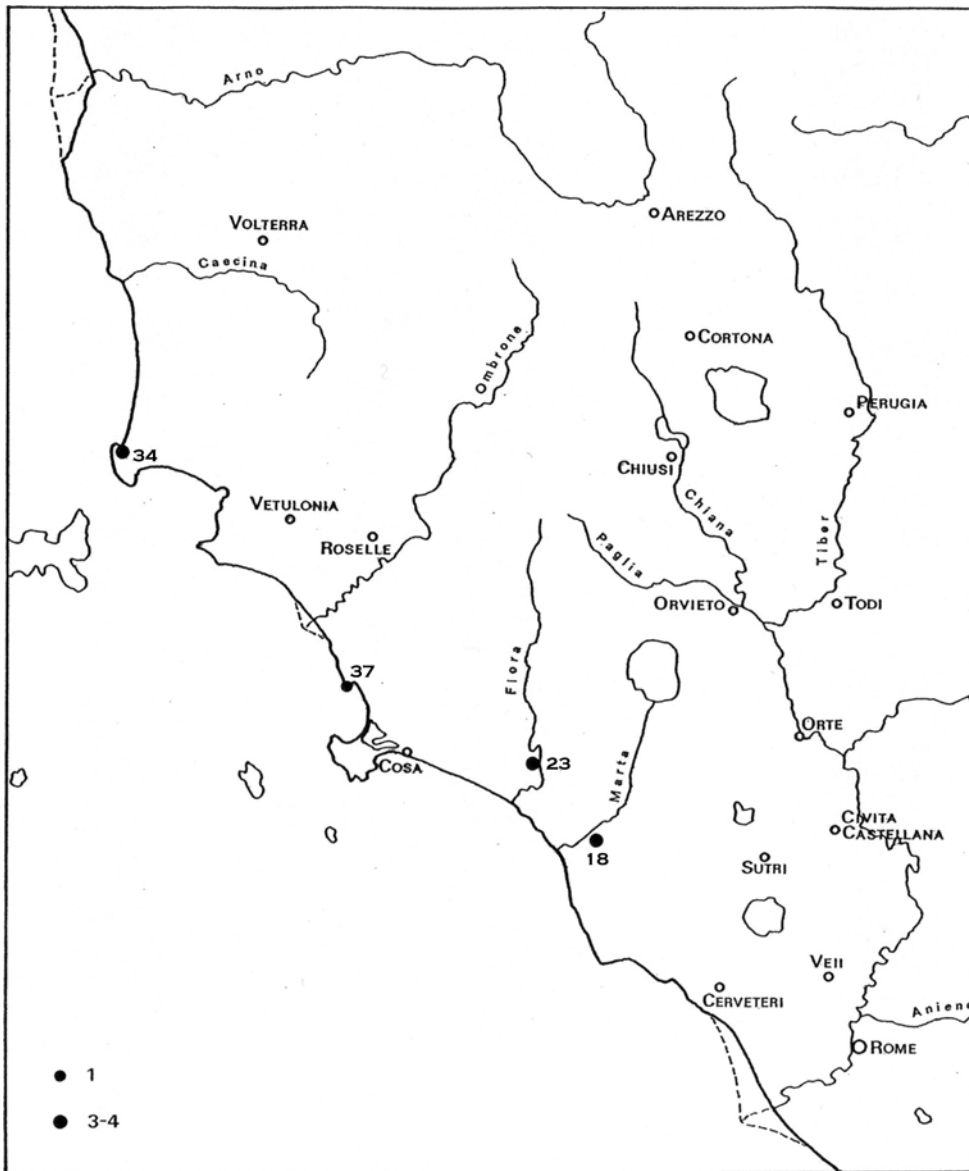 Arno
AREZZO
VOLTERRA
Caecina
Ombrone
CORTONA
PERUGIA
34
CHIUSI
Chiana
VETULONIA
ROSELLE
Paglia
Tiber
ORVIETO
TODI
Fiora
37
ORTE
COSA
23
Marta
CIVITA
CASTELLANA
18
SUTRI
VEII
CERVETERI
Aniene
ROME
1
3-4